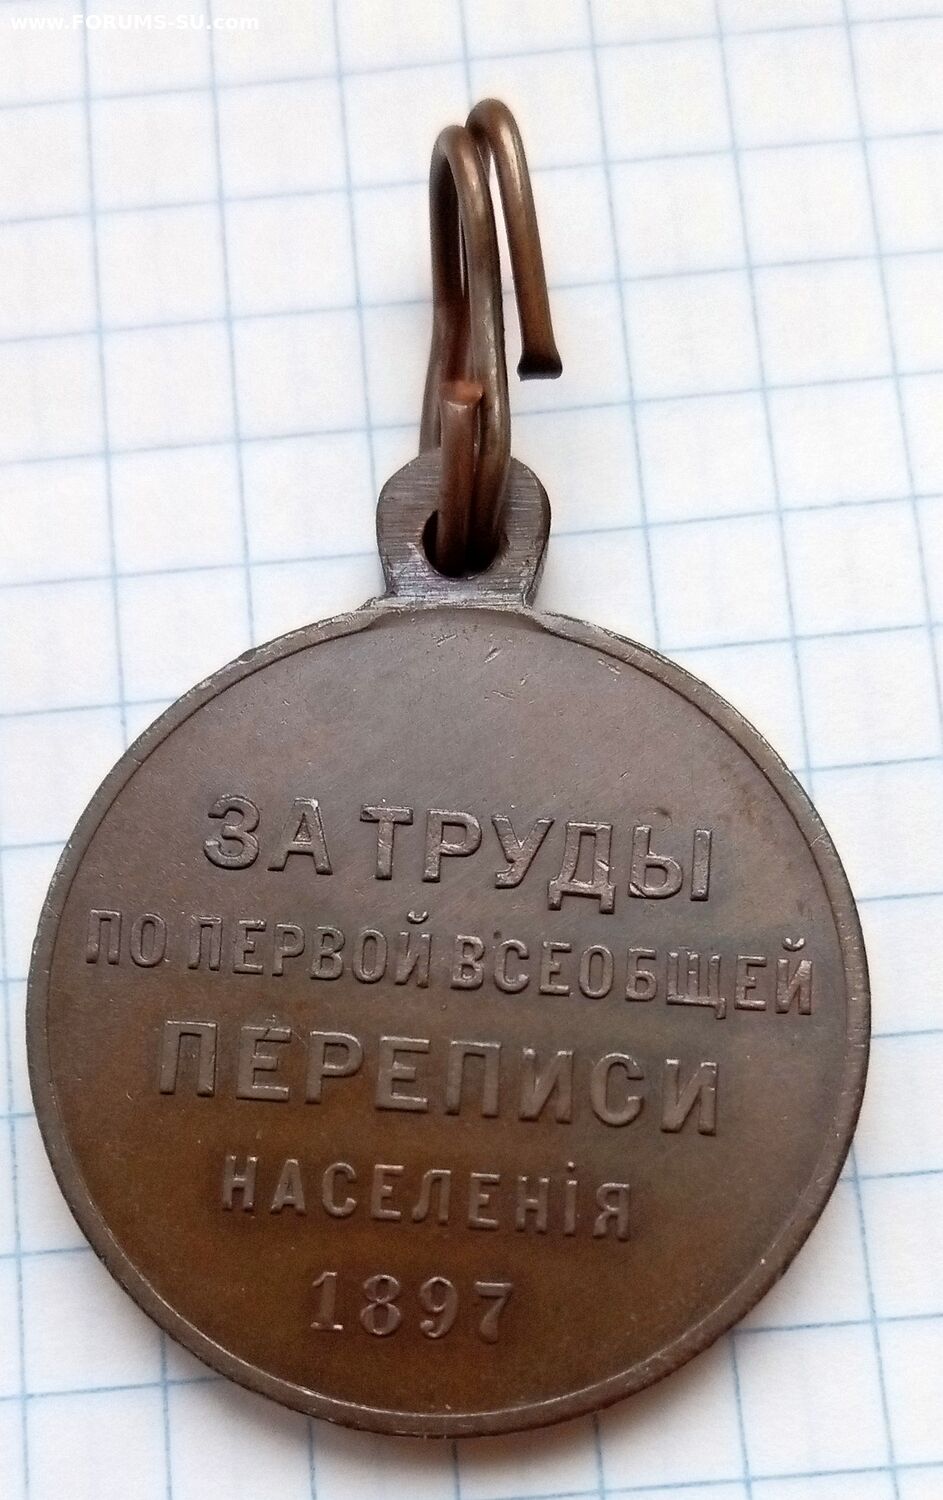 www.FORUMS-SU.com
ЗА ТРУДЫ
ПО ПЕРВОЙ ВСЕОБЩЕЙ
ПЕРЕПИСИ
НАСЕЛЕНІЯ
1897